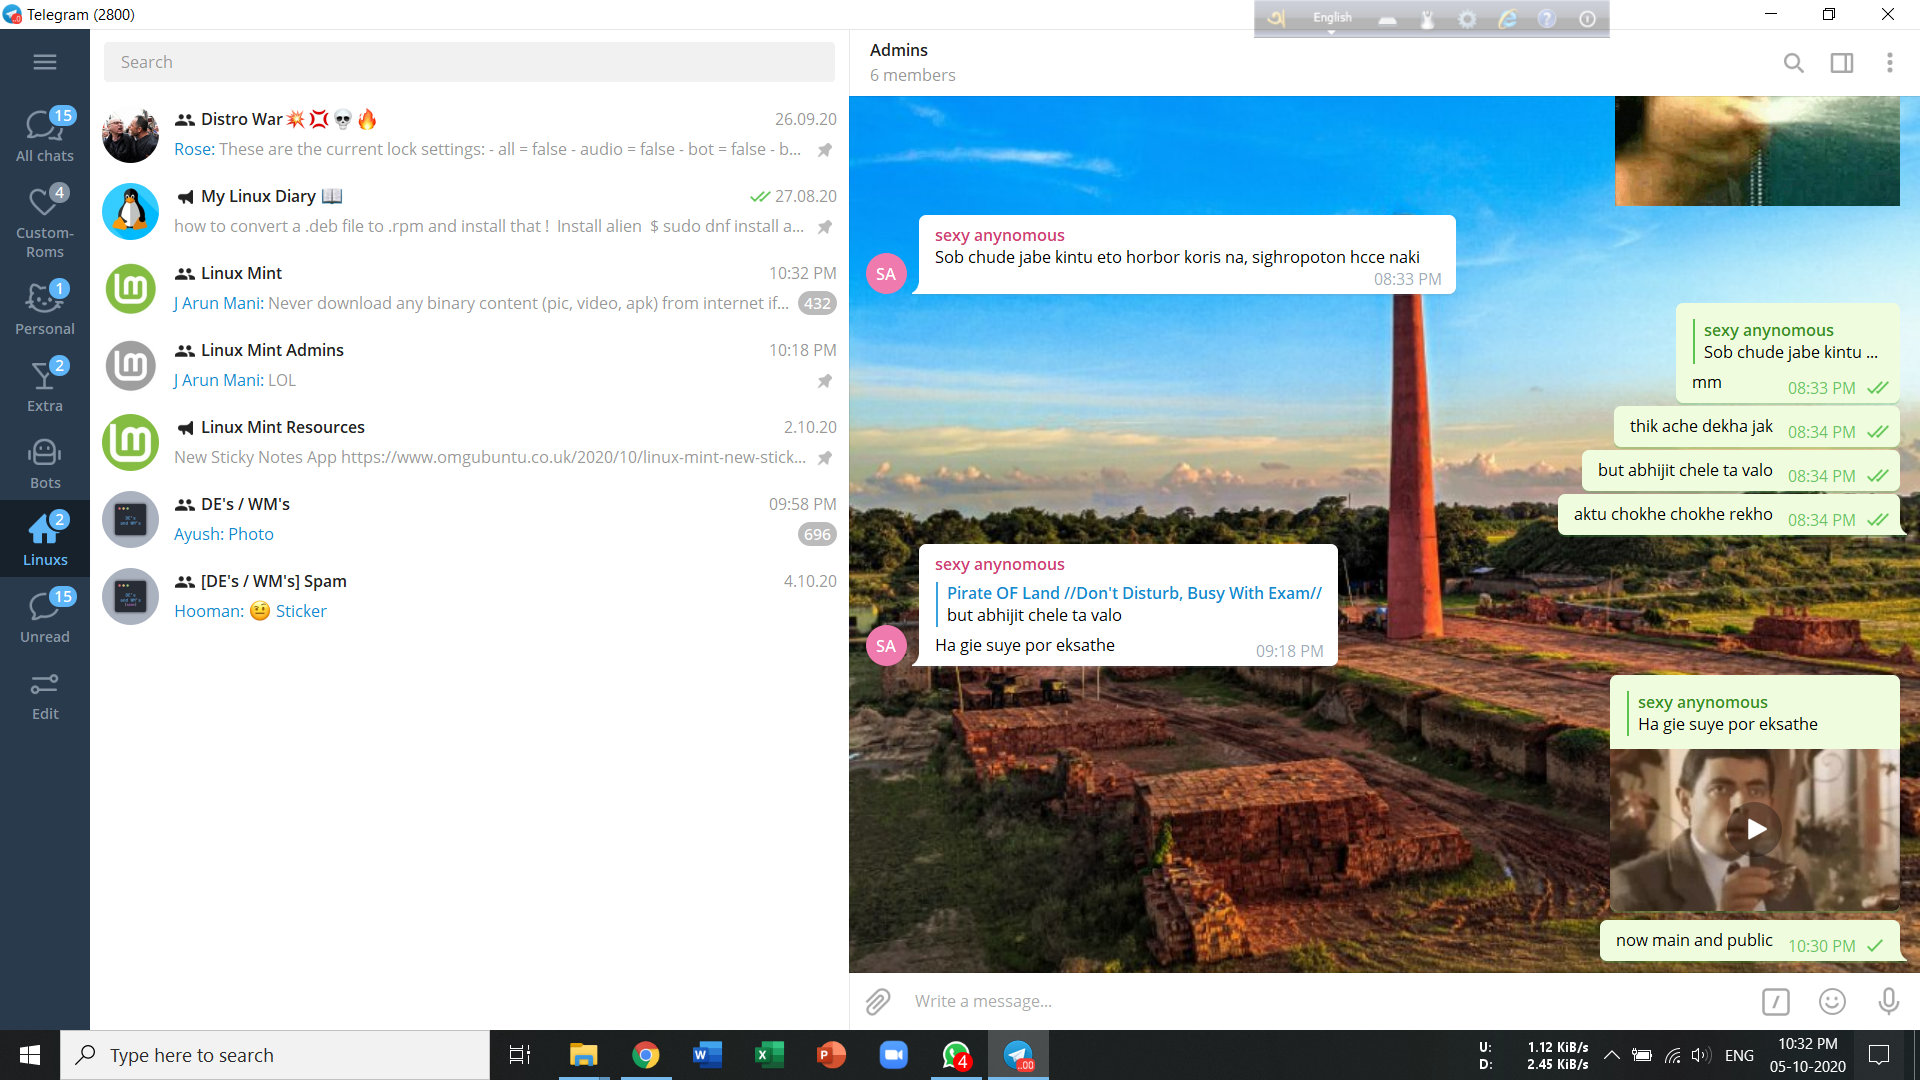 Telegram (2800)
English
Search
All chats
15
Custom-
Roms
4
Personal
1
Extra
2
Bots
Linuxs
2
Unread
15
Edit
Distro War💥💢💀🔥 26.09.20
Rose: These are the current lock settings: - all = false - audio = false - bot = false - b...
My Linux Diary 📖 27.08.20
how to convert a .deb file to .rpm and install that ! Install alien $ sudo dnf install a...
Linux Mint 10:32 PM
J Arun Mani: Never download any binary content (pic, video, apk) from internet if... 432
Linux Mint Admins 10:18 PM
J Arun Mani: LOL
Linux Mint Resources 2.10.20
New Sticky Notes App https://www.omgubuntu.co.uk/2020/10/linux-mint-new-stick...
DE's / WM's 09:58 PM
Ayush: Photo 696
[DE's / WM's] Spam 4.10.20
Hooman: 🤨 Sticker
Admins
6 members
sexy anynomous
Sob chude jabe kintu eto horbor koris na, sighropoton hcce naki
08:33 PM
SA
sexy anynomous
Sob chude jabe kintu ...
mm 08:33 PM
thik ache dekha jak 08:34 PM
but abhijit chele ta valo 08:34 PM
aktu chokhe chokhe rekho 08:34 PM
sexy anynomous
Pirate OF Land //Don't Disturb, Busy With Exam//
but abhijit chele ta valo
Ha gie suye por eksathe 09:18 PM
SA
sexy anynomous
Ha gie suye por eksathe
now main and public 10:30 PM
Write a message...
Type here to search
4
U: 1.12 KiB/s
D: 2.45 KiB/s
ENG
10:32 PM
05-10-2020